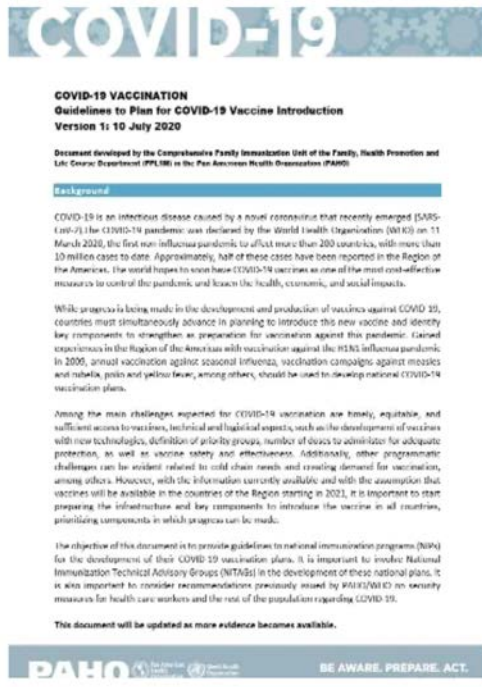 COVID-19
COVID-19 VACCINATION
Guidelines to Plan for COVID-19 Vaccine Introduction
Version 1: 10 July 2020
Document developed by the Comprehensive Family Immunization Unit of the Family, Health Promotion and
Life Course Department (FPL/IM) in the Pan American Health Organization (PAHO)
Background
COVID-19 is an infectious disease caused by a novel coronavirus that recently emerged (SARS-
CoV-2). The COVID-19 pandemic was declared by the World Health Organization (WHO) on 11
March 2020, the first non-influenza pandemic to affect more than 200 countries, with more than
10 million cases to date. Approximately, half of these cases have been reported in the Region of
the Americas. The world hopes to soon have COVID-19 vaccines as one of the most cost-effective
measures to control the pandemic and lessen the health, economic, and social impacts.
While progress is being made in the development and production of vaccines against COVID-19,
countries must simultaneously advance in planning to introduce this new vaccine and identify
key components to strengthen as preparation for vaccination against this pandemic. Gained
experiences in the Region of the Americas with vaccination against the H1N1 influenza pandemic
in 2009, annual vaccination against seasonal influenza, vaccination campaigns against measles
and rubella, polio and yellow fever, among others, should be used to develop national COVID-19
vaccination plans.
Among the main challenges expected for COVID-19 vaccination are timely, equitable, and
sufficient access to vaccines, technical and logistical aspects, such as the development of vaccines
with new technologies, definition of priority groups, number of doses to administer for adequate
protection, as well as vaccine safety and effectiveness. Additionally, other programmatic
challenges can be evident related to cold chain needs and creating demand for vaccination,
among others. However, with the information currently available and with the assumption that
vaccines will be available in the countries of the Region starting in 2021, it is important to start
preparing the infrastructure and key components to introduce the vaccine in all countries,
prioritizing components in which progress can be made.
The objective of this document is to provide guidelines to national immunization programs (NIPs)
for the development of their COVID-19 vaccination plans. It is important to involve National
Immunization Technical Advisory Groups (NITAGs) in the development of these national plans. It
is also important to consider recommendations previously issued by PAHO/WHO on security
measures for health care workers and the rest of the population regarding COVID-19.
This document will be updated as more evidence becomes available.
PAHO
BE AWARE. PREPARE. ACT.